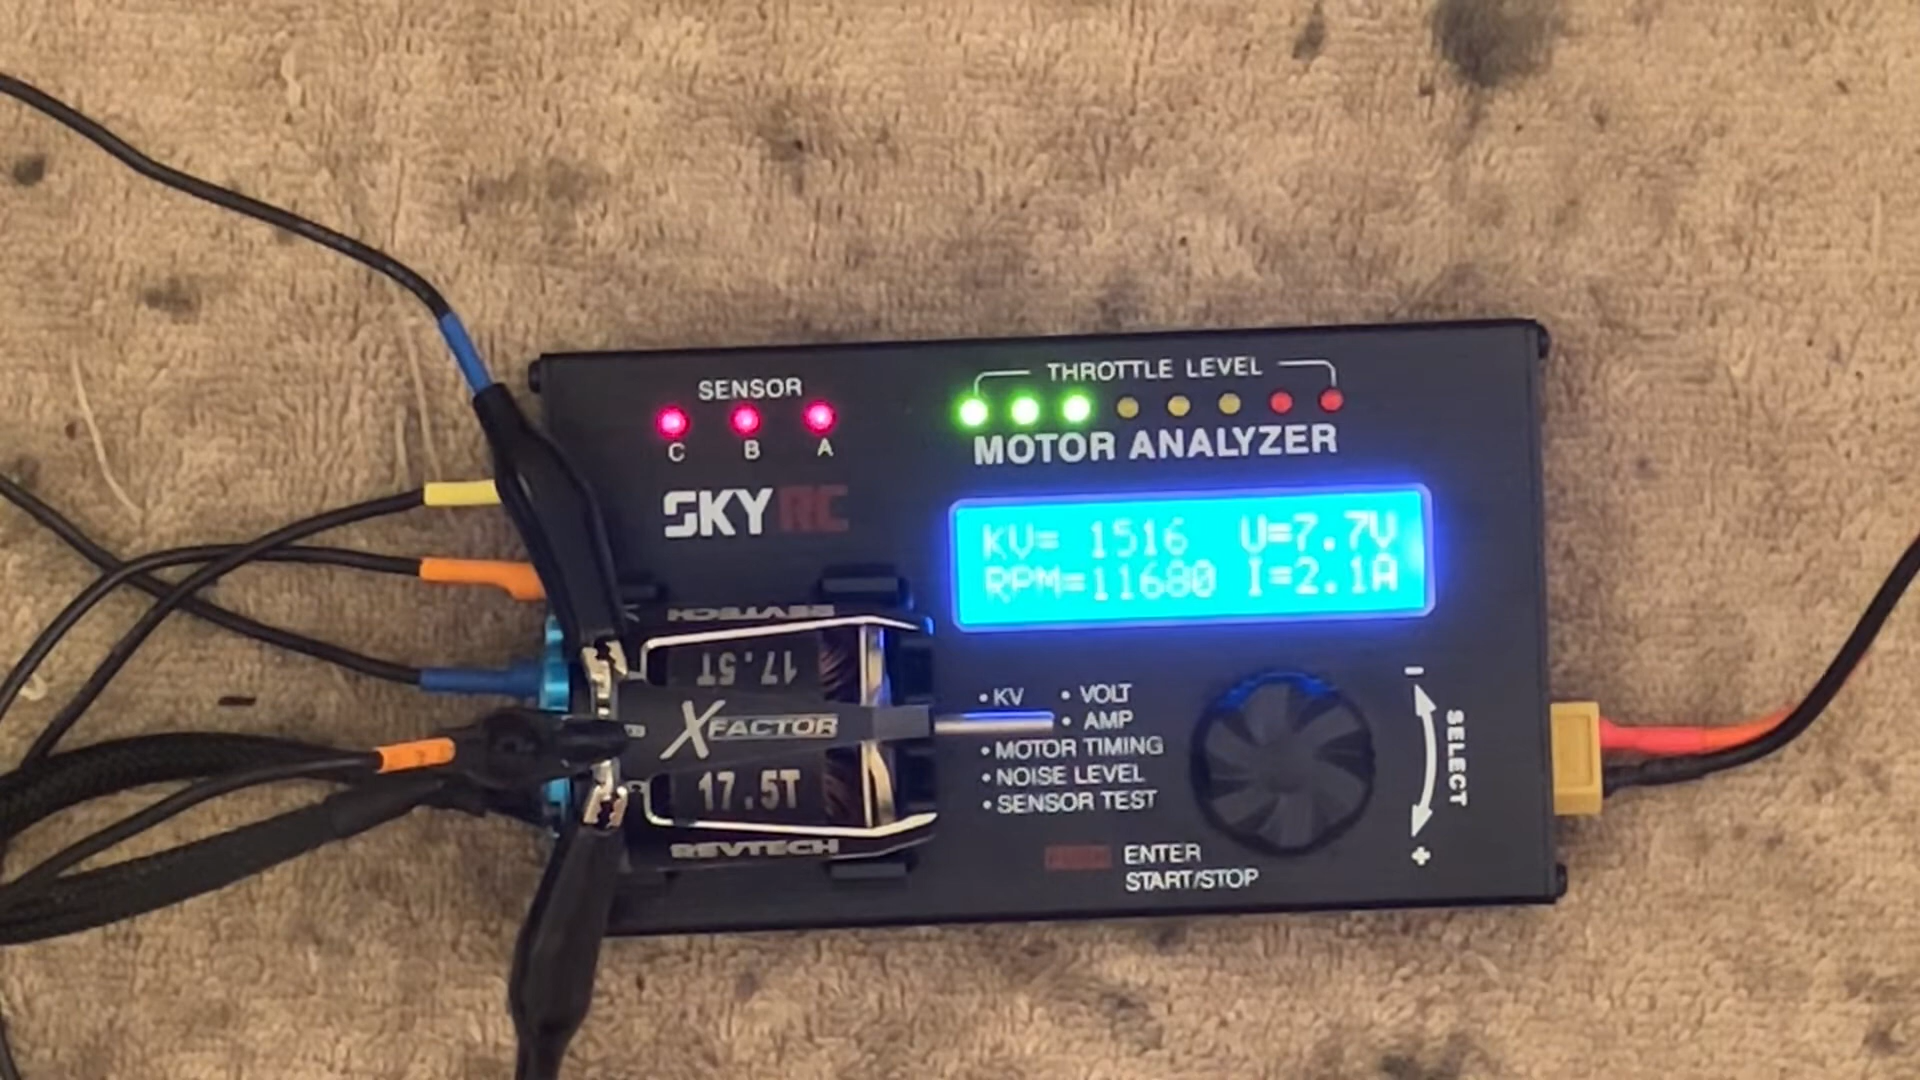 SENSOR
C B A
THROTTLE LEVEL
MOTOR ANALYZER
SKYRC
KV= 1516 U=7.7V
RPM=11680 I=2.1A
REVTECH
17.5T
XFACTOR
17.5T
REVTECH
• KV • VOLT
• AMP
• MOTOR TIMING
• NOISE LEVEL
• SENSOR TEST
ENTER
START/STOP
−
SELECT
+